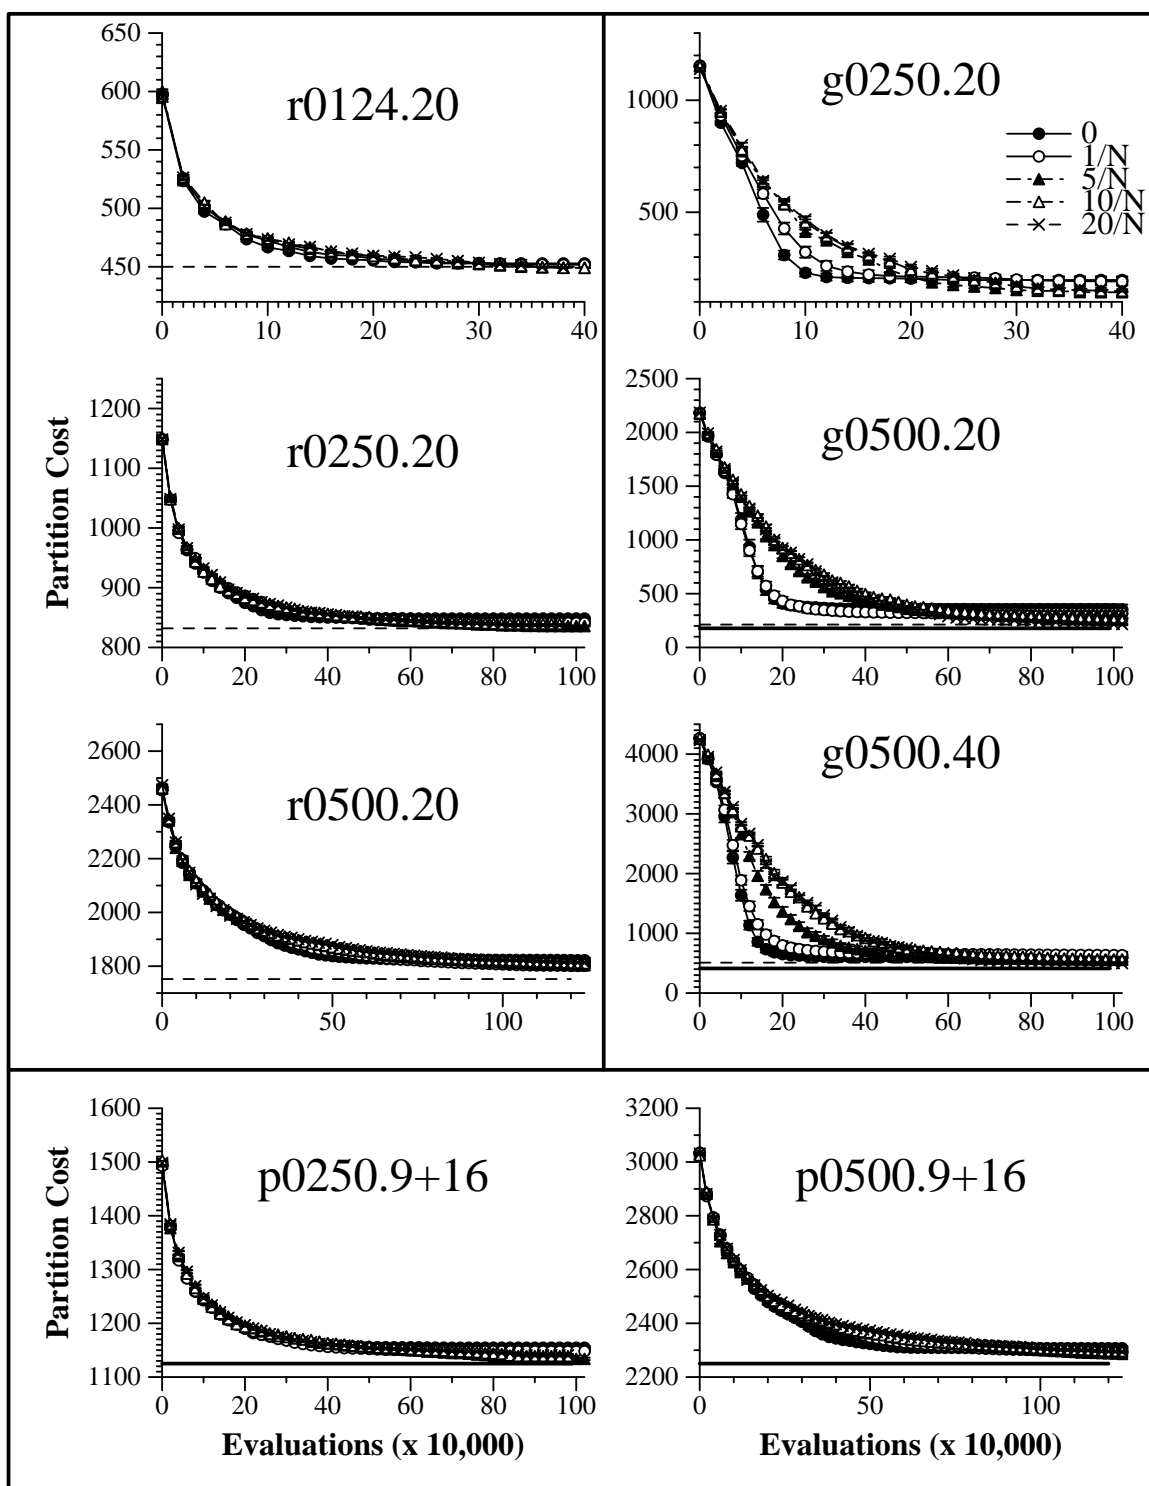 r0124.20
650
600
550
500
450
0 10 20 30 40
g0250.20
1000
500
0 10 20 30 40
0
1/N
5/N
10/N
20/N
Partition Cost
r0250.20
1200
1100
1000
900
800
0 20 40 60 80 100
g0500.20
2500
2000
1500
1000
500
0
0 20 40 60 80 100
r0500.20
2600
2400
2200
2000
1800
0 50 100
g0500.40
4000
3000
2000
1000
0
0 20 40 60 80 100
Partition Cost
p0250.9+16
1600
1500
1400
1300
1200
1100
0 20 40 60 80 100
Evaluations (x 10,000)
p0500.9+16
3200
3000
2800
2600
2400
2200
0 50 100
Evaluations (x 10,000)